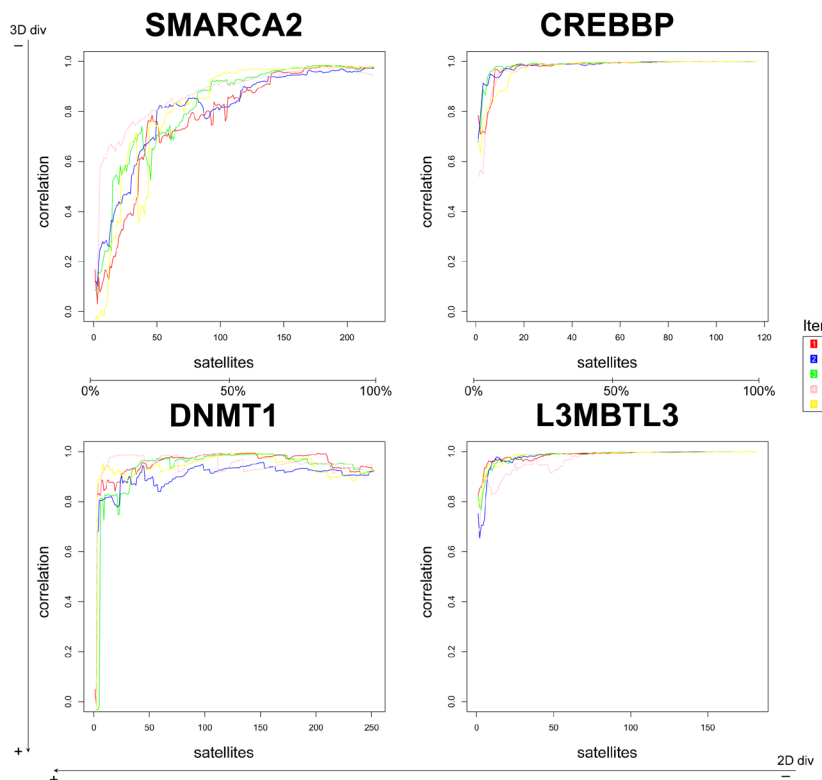 3D div
−
SMARCA2
CREBBP
correlation
1.0
0.8
0.6
0.4
0.2
0.0
0 50 100 150 200
satellites
correlation
1.0
0.8
0.6
0.4
0.2
0.0
0 20 40 60 80 100 120
satellites
Iter
1
2
3
4
5
0% 50% 100%
0% 50% 100%
DNMT1
L3MBTL3
correlation
1.0
0.8
0.6
0.4
0.2
0.0
0 50 100 150 200 250
satellites
correlation
1.0
0.8
0.6
0.4
0.2
0.0
0 50 100 150
satellites
+
2D div
+ −